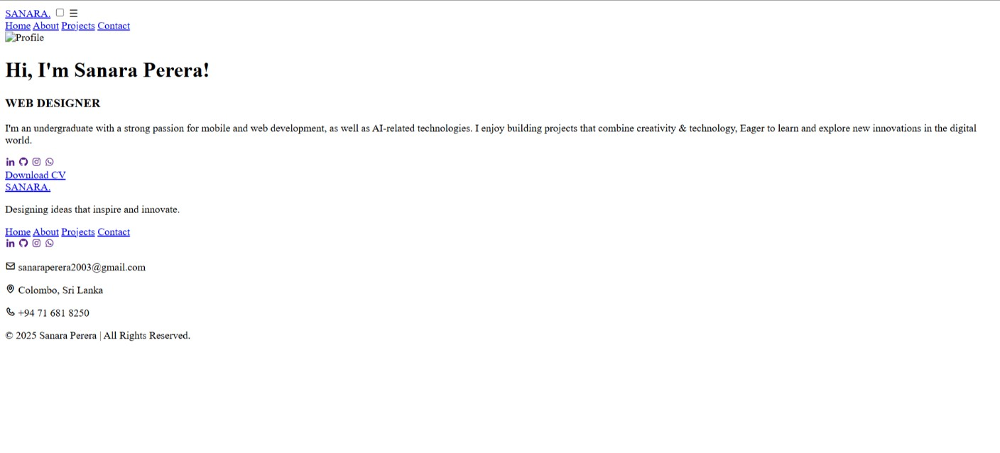 SANARA. ☰
Home About Projects Contact
Profile
Hi, I'm Sanara Perera!
WEB DESIGNER
I'm an undergraduate with a strong passion for mobile and web development, as well as AI-related technologies. I enjoy building projects that combine creativity & technology, Eager to learn and explore new innovations in the digital
world.
Download CV
SANARA.
Designing ideas that inspire and innovate.
Home About Projects Contact
sanaraperera2003@gmail.com
Colombo, Sri Lanka
+94 71 681 8250
© 2025 Sanara Perera | All Rights Reserved.